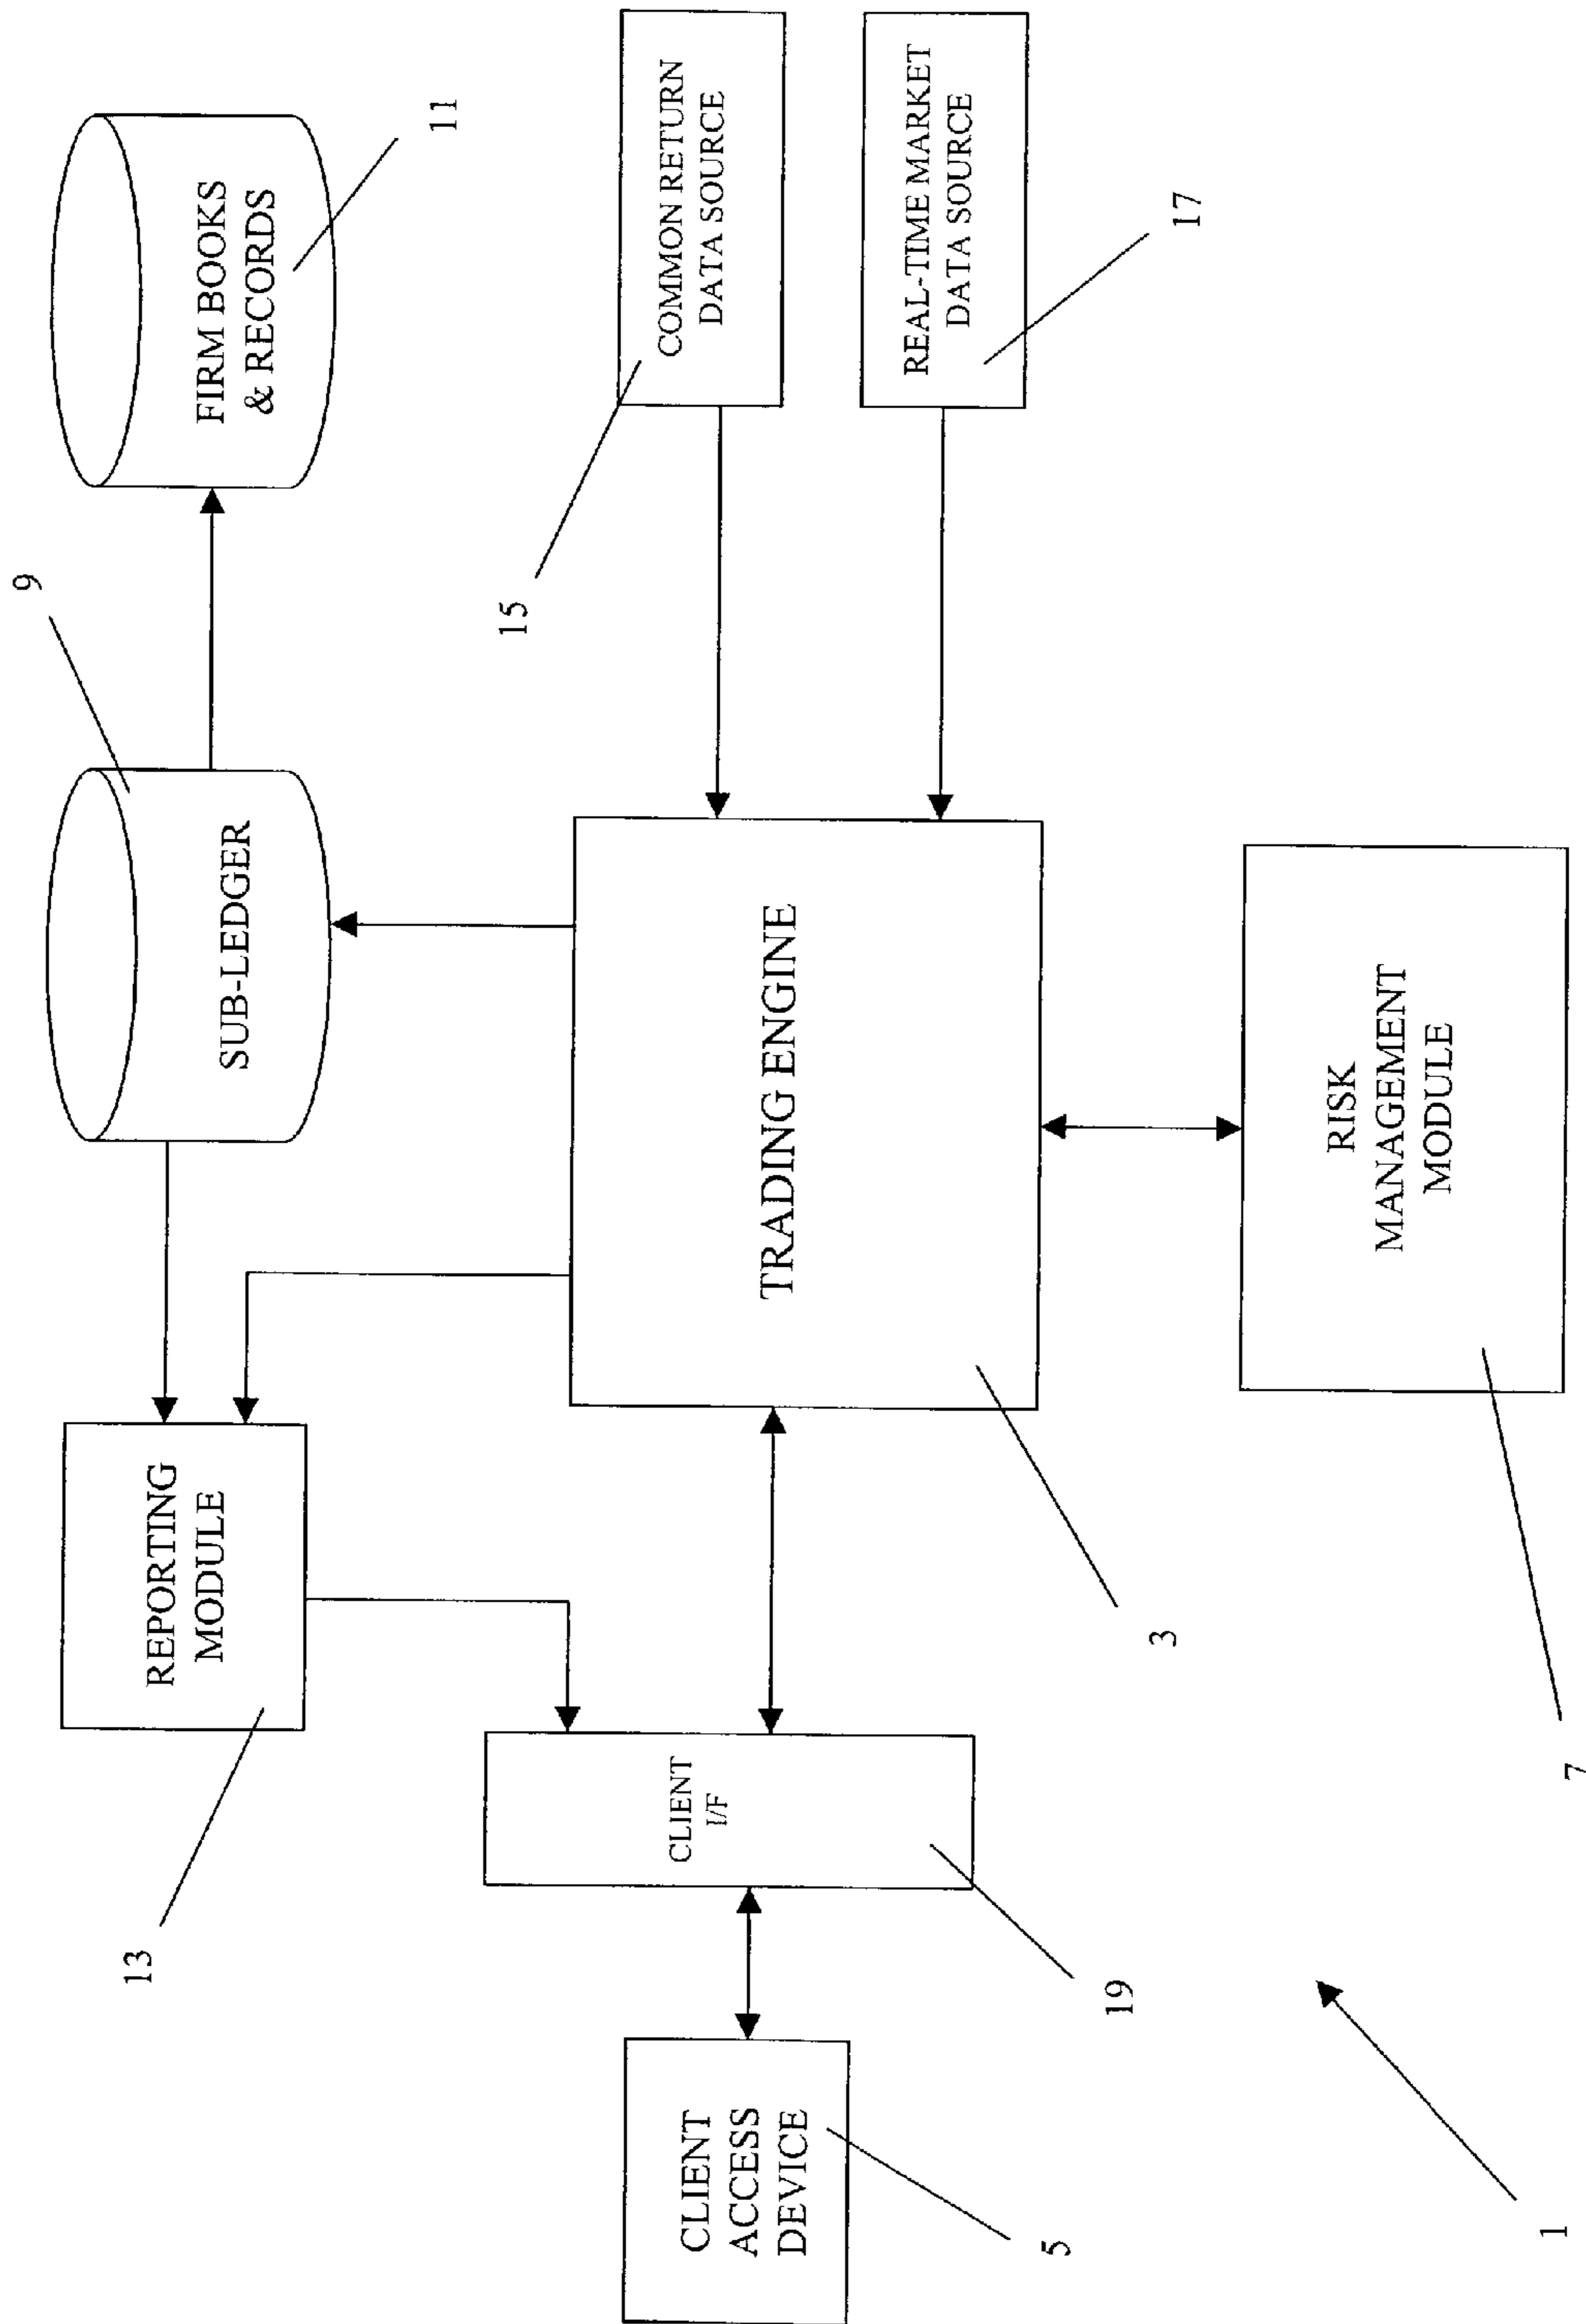 9
REPORTING
MODULE
SUB-LEDGER
FIRM BOOKS
& RECORDS
13
11
15
CLIENT
ACCESS
DEVICE
CLIENT
I/F
TRADING ENGINE
COMMON RETURN
DATA SOURCE
REAL-TIME MARKET
DATA SOURCE
5
19
3
17
RISK
MANAGEMENT
MODULE
1
7